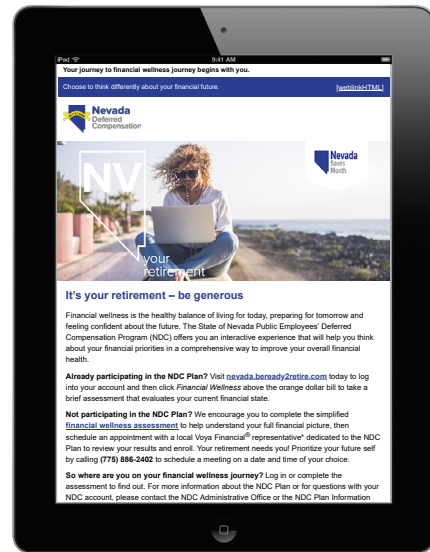 iPad 9:41 AM
Your journey to financial wellness journey begins with you.
Choose to think differently about your financial future. [weblinkHTML]
Nevada
Deferred
Compensation
NV
your
retirement
Nevada
Saves
Month
It's your retirement – be generous
Financial wellness is the healthy balance of living for today, preparing for tomorrow and
feeling confident about the future. The State of Nevada Public Employees' Deferred
Compensation Program (NDC) offers you an interactive experience that will help you think
about your financial priorities in a comprehensive way to improve your overall financial
health.
Already participating in the NDC Plan? Visit nevada.beready2retire.com today to log
into your account and then click Financial Wellness above the orange dollar bill to take a
brief assessment that evaluates your current financial state.
Not participating in the NDC Plan? We encourage you to complete the simplified
financial wellness assessment to help understand your full financial picture, then
schedule an appointment with a local Voya Financial® representative* dedicated to the NDC
Plan to review your results and enroll. Your retirement needs you! Prioritize your future self
by calling (775) 886-2402 to schedule a meeting on a date and time of your choice.
So where are you on your financial wellness journey? Log in or complete the
assessment to find out. For more information about the NDC Plan or for questions with your
NDC account, please contact the NDC Administrative Office or the NDC Plan Information